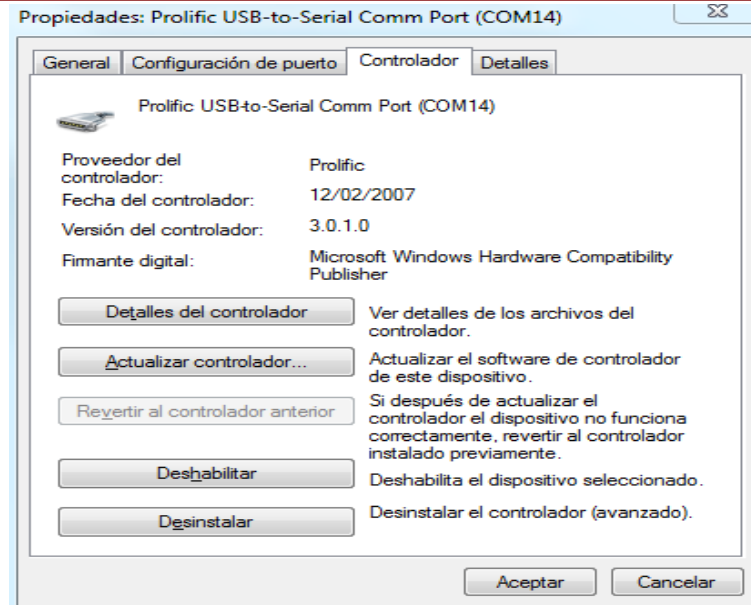 Propiedades: Prolific USB-to-Serial Comm Port (COM14)
General
Configuración de puerto
Controlador
Detalles
Prolific USB-to-Serial Comm Port (COM14)
Proveedor del
controlador:
Prolific
Fecha del controlador:
12/02/2007
Versión del controlador:
3.0.1.0
Firmante digital:
Microsoft Windows Hardware Compatibility
Publisher
Detalles del controlador
Ver detalles de los archivos del
controlador.
Actualizar controlador...
Actualizar el software de controlador
de este dispositivo.
Revertir al controlador anterior
Si después de actualizar el
controlador el dispositivo no funciona
correctamente, revertir al controlador
instalado previamente.
Deshabilitar
Deshabilita el dispositivo seleccionado.
Desinstalar
Desinstalar el controlador (avanzado).
Aceptar
Cancelar